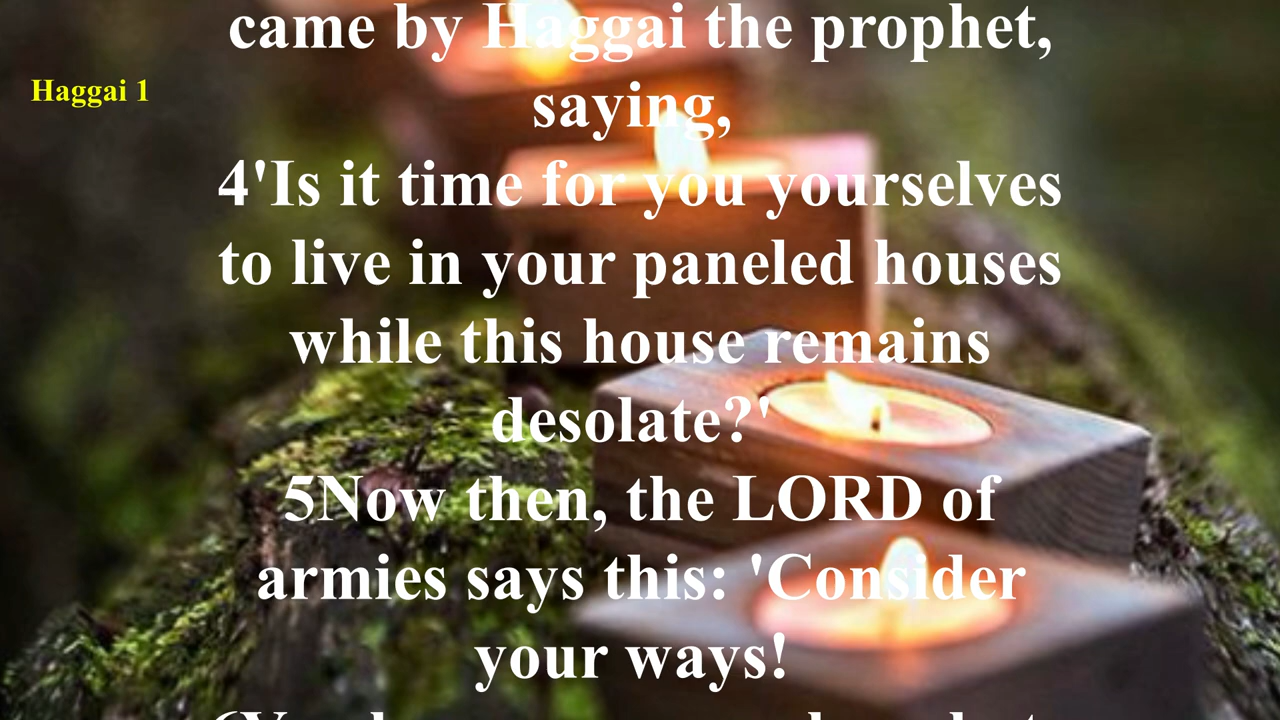 came by Haggai the prophet,
Haggai 1
saying,
4'Is it time for you yourselves
to live in your paneled houses
while this house remains
desolate?'
5Now then, the LORD of
armies says this: 'Consider
your ways!